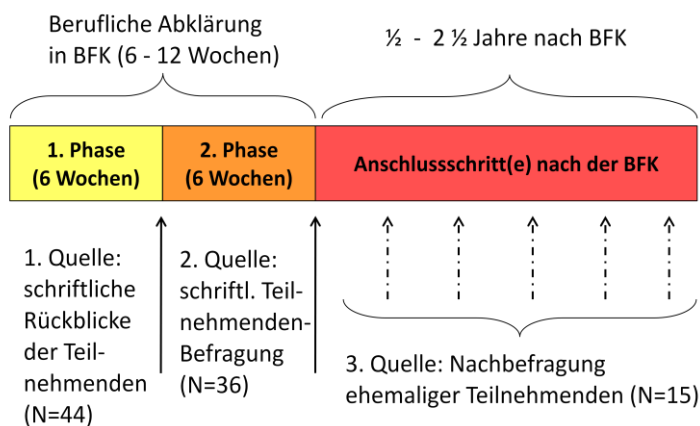 Berufliche Abklärung
in BFK (6 - 12 Wochen)
½ - 2 ½ Jahre nach BFK
1. Phase
(6 Wochen)
2. Phase
(6 Wochen)
Anschlussschritt(e) nach der BFK
1. Quelle:
schriftliche
Rückblicke
der Teil-
nehmenden
(N=44)
2. Quelle:
schriftl. Teil-
nehmenden-
Befragung
(N=36)
3. Quelle: Nachbefragung
ehemaliger Teilnehmenden (N=15)